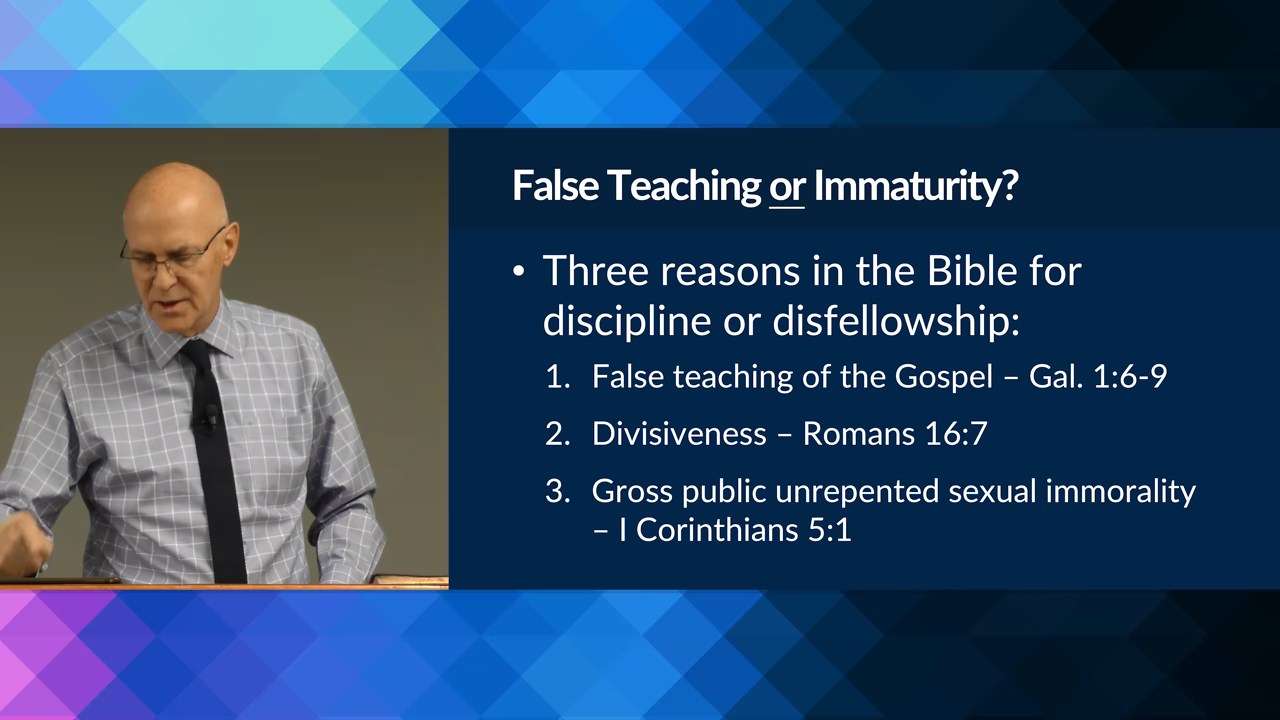 False Teaching or Immaturity?
• Three reasons in the Bible for
discipline or disfellowship:
1. False teaching of the Gospel – Gal. 1:6-9
2. Divisiveness – Romans 16:7
3. Gross public unrepented sexual immorality
– I Corinthians 5:1